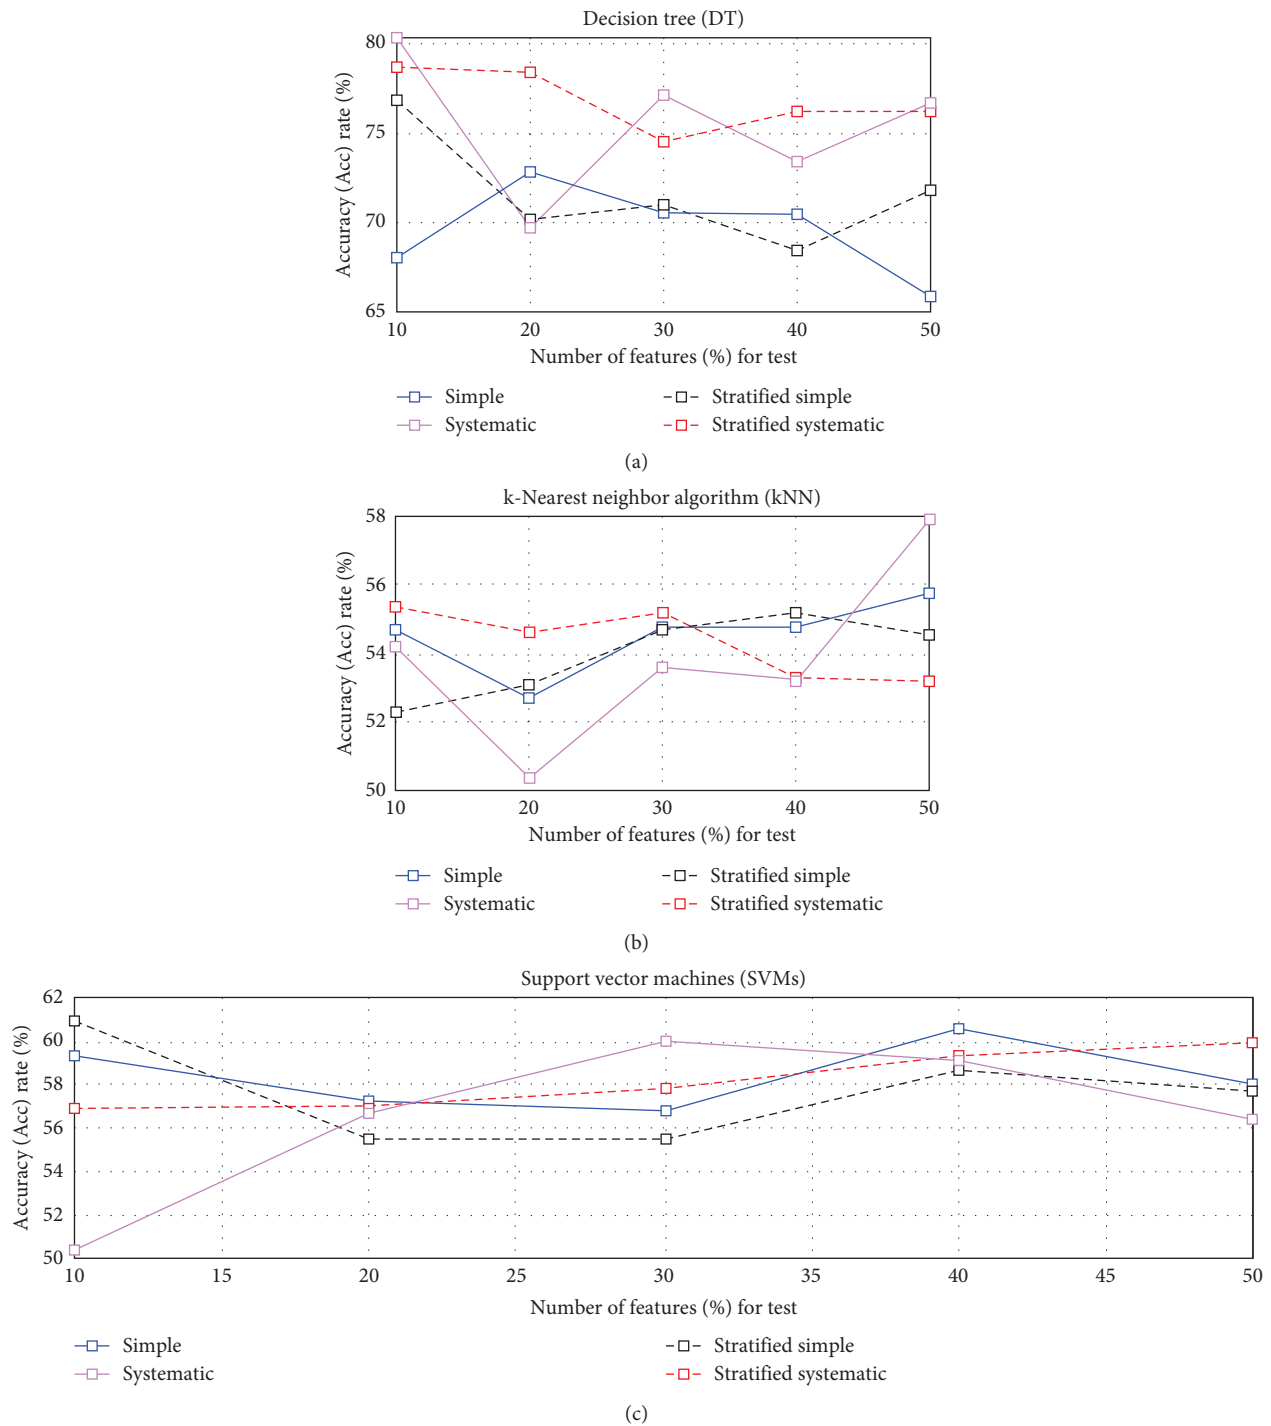 Decision tree (DT)
80
75
70
65
Accuracy (Acc) rate (%)
10 20 30 40 50
Number of features (%) for test
Simple Stratified simple
Systematic Stratified systematic
(a)
k-Nearest neighbor algorithm (kNN)
58
56
54
52
50
Accuracy (Acc) rate (%)
10 20 30 40 50
Number of features (%) for test
Simple Stratified simple
Systematic Stratified systematic
(b)
Support vector machines (SVMs)
62
60
58
56
54
52
50
Accuracy (Acc) rate (%)
10 15 20 25 30 35 40 45 50
Number of features (%) for test
Simple Stratified simple
Systematic Stratified systematic
(c)